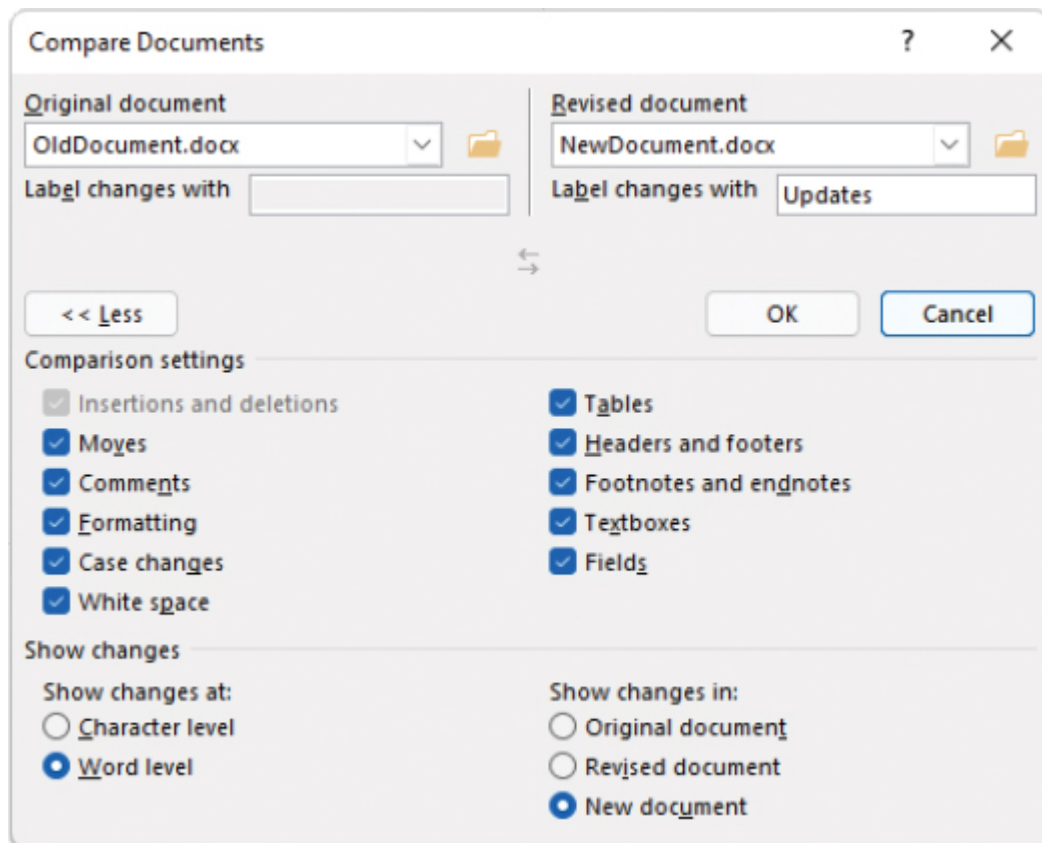 Compare Documents ?
Original document Revised document
OldDocument.docx NewDocument.docx
Label changes with Label changes with Updates
<< Less OK Cancel
Comparison settings
Insertions and deletions Tables
Moves Headers and footers
Comments Footnotes and endnotes
Formatting Textboxes
Case changes Fields
White space
Show changes
Show changes at: Show changes in:
Character level Original document
Word level Revised document
New document